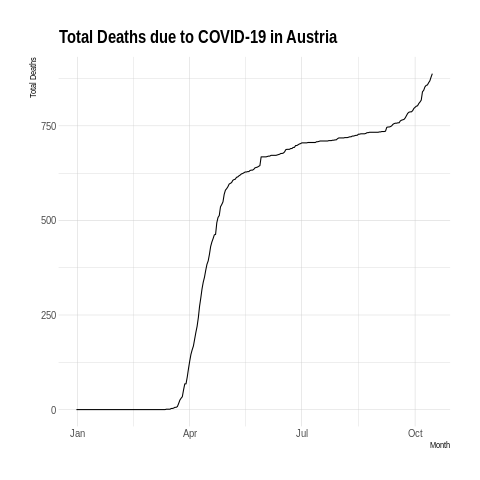 Total Deaths due to COVID-19 in Austria
Total Deaths
750
500
250
0
Jan Apr Jul Oct
Month